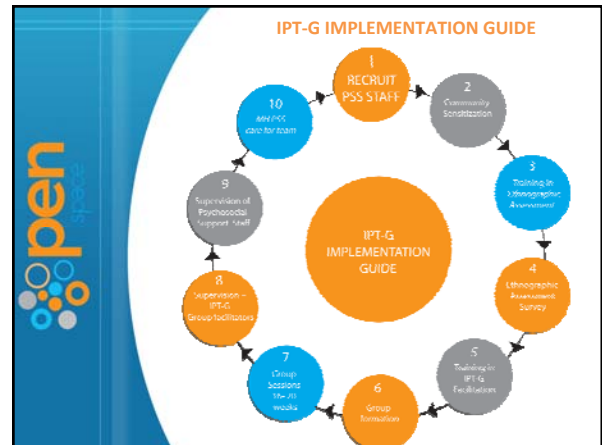 IPT-G IMPLEMENTATION GUIDE
open
space
IPT-G
IMPLEMENTATION
GUIDE
1
RECRUIT
PSS STAFF
2
Community
Sensitization
3
Training in
Ethnographic
Assessment
4
Ethnographic
Assessment
Survey
5
Training in
IPT-G
Facilitation
6
Group
formation
7
Group
Sessions
16-20
weeks
8
Supervision –
IPT-G
Group facilitators
9
Supervision of
Psychosocial
Support Staff
10
MH PSS
care for team